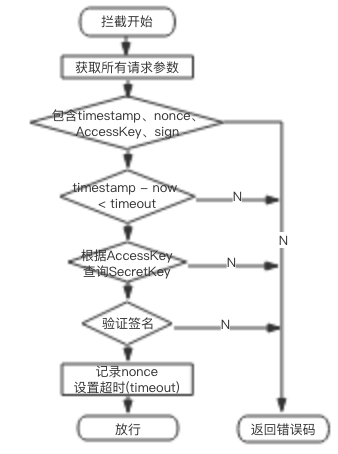 拦截开始
获取所有请求参数
包含timestamp、nonce、
AccessKey、sign
timestamp - now
< timeout
N
N
根据AccessKey
查询SecretKey
N
验证签名
N
记录nonce
设置超时(timeout)
放行
返回错误码